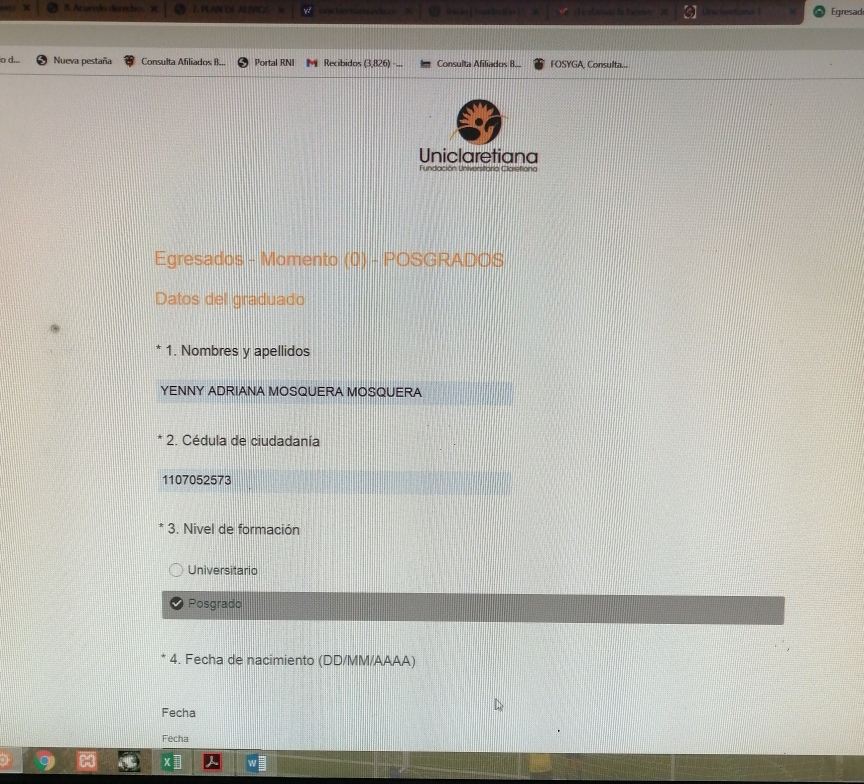 Egresado
Nueva pestaña Consulta Afiliados B... Portal RNI Recibidos (3,826) -... Consulta Afiliados B... FOSYGA, Consulta...
Uniclaretiana
Fundación Universitaria Claretiana
Egresados - Momento (0) - POSGRADOS
Datos del graduado
* 1. Nombres y apellidos
YENNY ADRIANA MOSQUERA MOSQUERA
* 2. Cédula de ciudadanía
1107052573
* 3. Nivel de formación
Universitario
Posgrado
* 4. Fecha de nacimiento (DD/MM/AAAA)
Fecha
Fecha